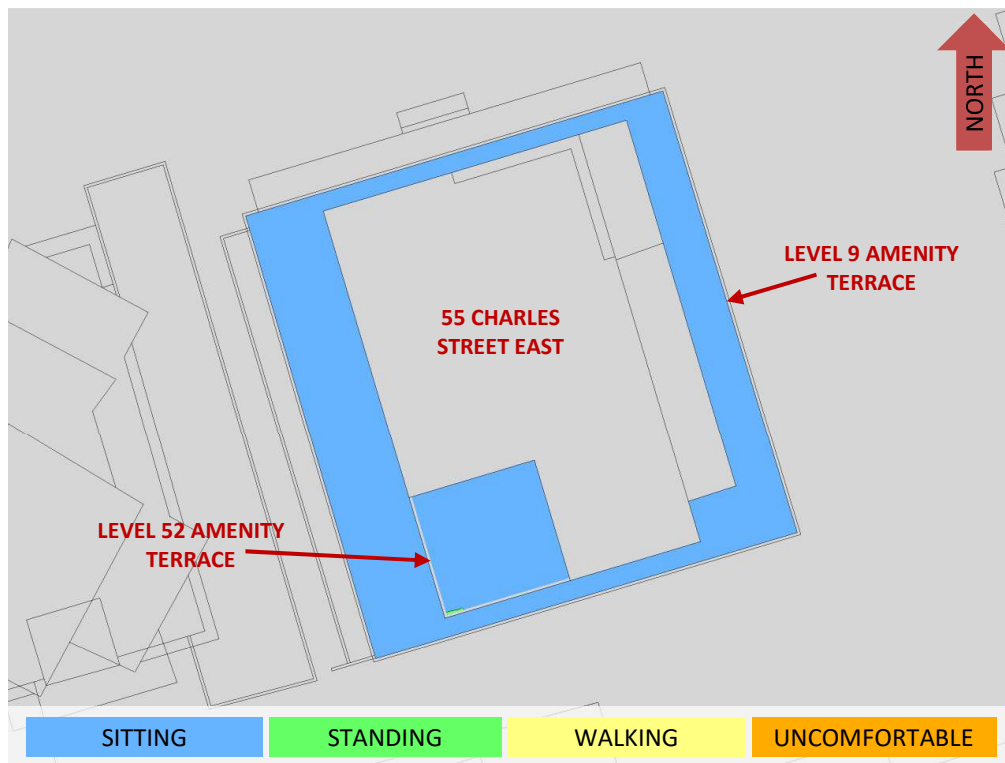 NORTH
LEVEL 9 AMENITY
TERRACE
55 CHARLES
STREET EAST
LEVEL 52 AMENITY
TERRACE
SITTING
STANDING
WALKING
UNCOMFORTABLE